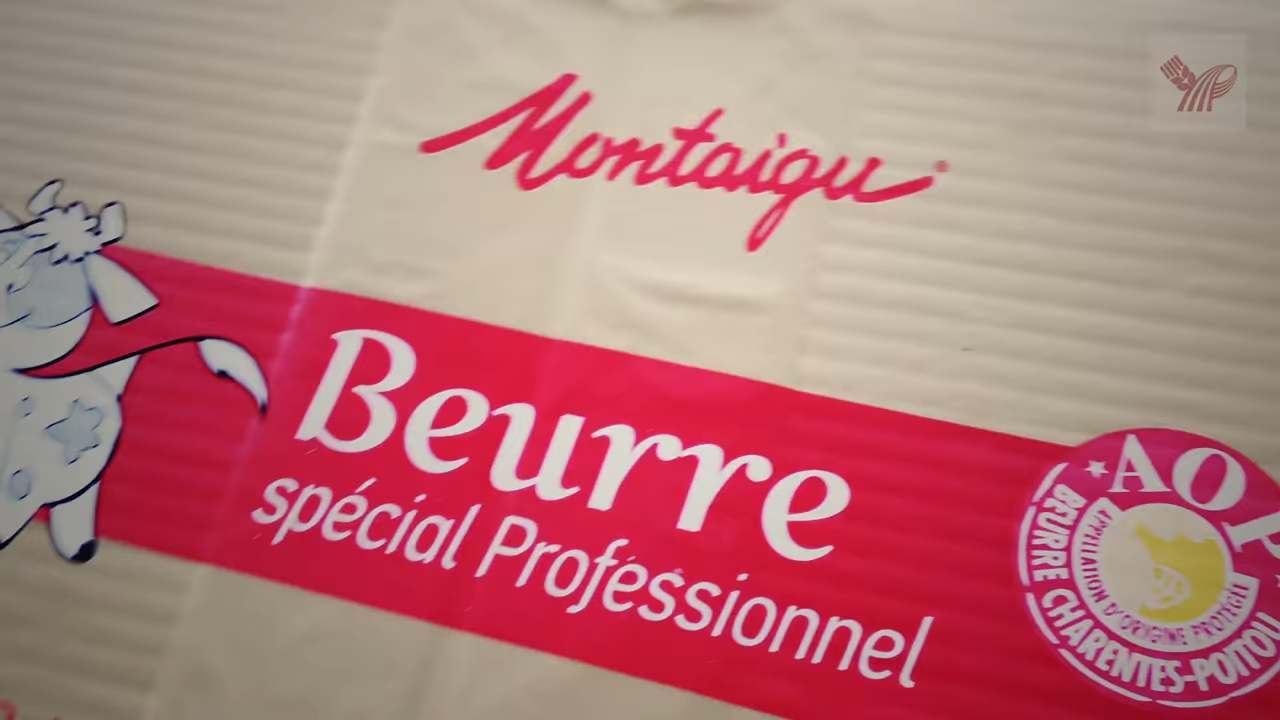 Montaigu
Beurre
spécial Professionnel
AOP
BEURRE CHARENTES-POITOU
APPELLATION D'ORIGINE PROTÉGÉE